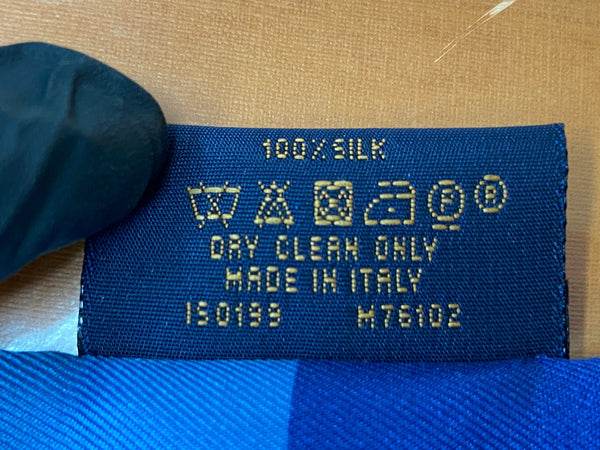 100% SILK
F R
DRY CLEAN ONLY
MADE IN ITALY
IS0199 M76102